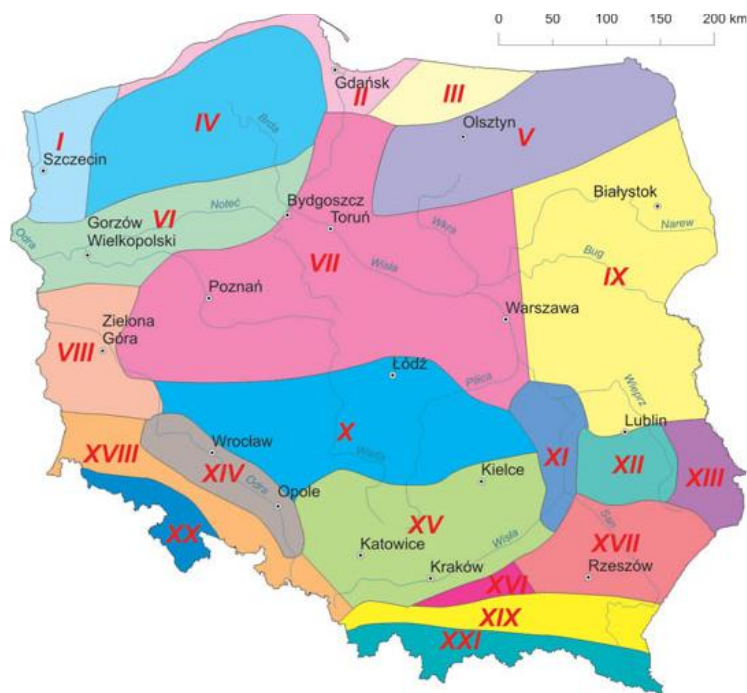 0 50 100 150 200 km
Gdańsk
II
III
I
IV
Brda
Olsztyn
V
Szczecin
Białystok
Bydgoszcz
Toruń
Noteć
VI
Gorzów
Wielkopolski
Odra
Wkra
Narew
Bug
VII
Wisła
IX
Poznań
Warszawa
Zielona
Góra
VIII
Łódź
Pilica
Wieprz
Lublin
X
Warta
XVIII
Wrocław
XIV
Odra
Opole
Kielce
XI
XII
XIII
XX
XV
Katowice
Wisła
Kraków
San
XVII
Rzeszów
XVI
XIX
XXI